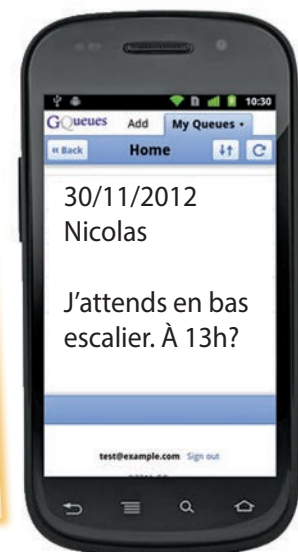 10:30
GQueues Add My Queues
« Back Home
30/11/2012
Nicolas
J'attends en bas
escalier. À 13h?
test@example.com Sign out